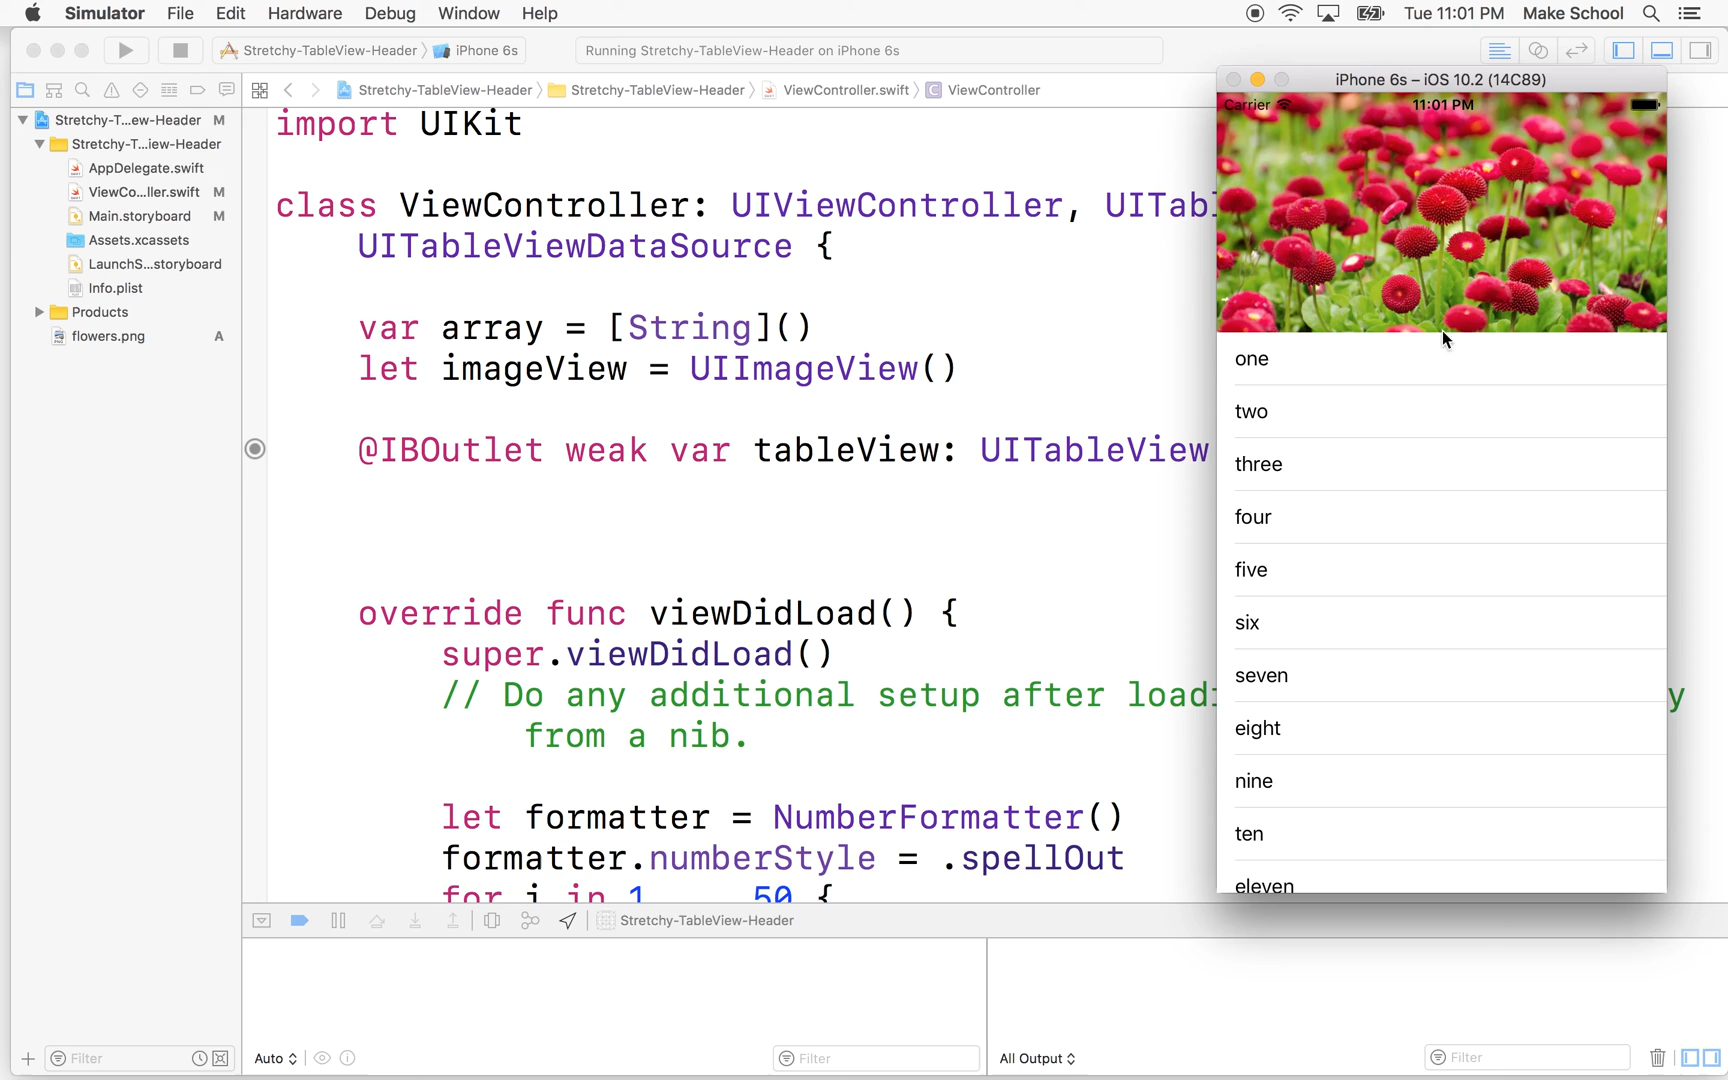 Simulator File Edit Hardware Debug Window Help Tue 11:01 PM Make School
Stretchy-TableView-Header iPhone 6s Running Stretchy-TableView-Header on iPhone 6s
Stretchy-TableView-Header Stretchy-TableView-Header ViewController.swift ViewController
Stretchy-T...ew-Header M
Stretchy-T...iew-Header
AppDelegate.swift
ViewCo...ller.swift M
Main.storyboard M
Assets.xcassets
LaunchS...storyboard
Info.plist
Products
flowers.png A
Filter
import UIKit
class ViewController: UIViewController, UITabl
UITableViewDataSource {
var array = [String]()
let imageView = UIImageView()
@IBOutlet weak var tableView: UITableView
override func viewDidLoad() {
super.viewDidLoad()
// Do any additional setup after loadi y
from a nib.
let formatter = NumberFormatter()
formatter.numberStyle = .spellOut
for i in 1 50 {
Stretchy-TableView-Header
Auto Filter All Output Filter
iPhone 6s – iOS 10.2 (14C89)
Carrier 11:01 PM
one
two
three
four
five
six
seven
eight
nine
ten
eleven